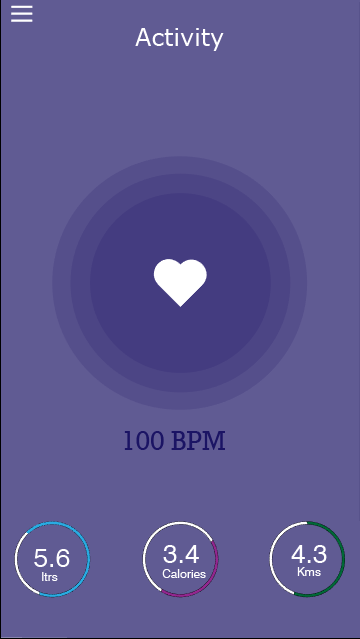 Activity
100 BPM
5.6
ltrs
3.4
Calories
4.3
Kms